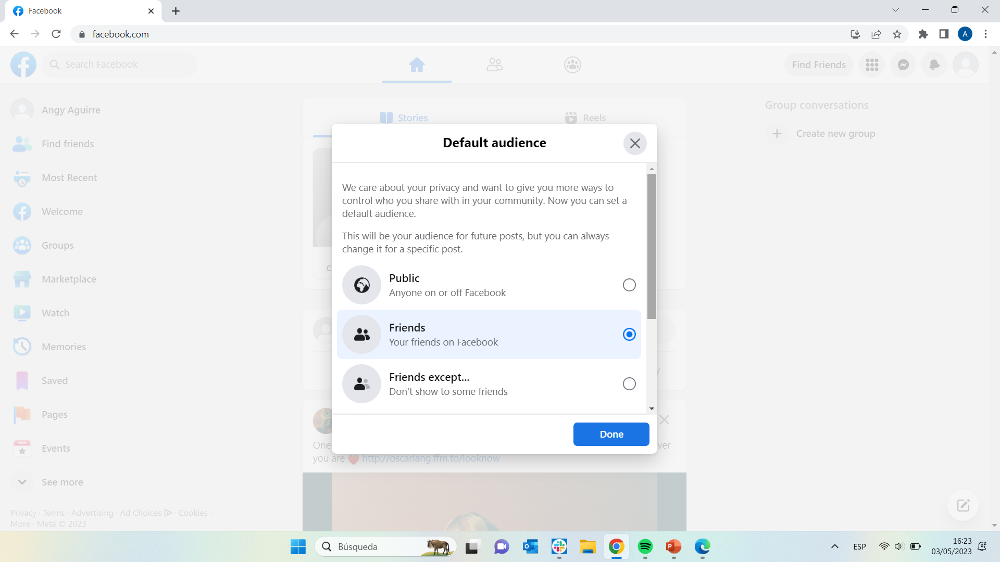 Facebook
facebook.com
A
Search Facebook
Find Friends
Angy Aguirre
Find friends
Most Recent
Welcome
Groups
Marketplace
Watch
Memories
Saved
Pages
Events
See more
Privacy · Terms · Advertising · Ad Choices · Cookies ·
More · Meta © 2023
Stories
Reels
Group conversations
Create new group
Default audience
We care about your privacy and want to give you more ways to
control who you share with in your community. Now you can set a
default audience.
This will be your audience for future posts, but you can always
change it for a specific post.
Public
Anyone on or off Facebook
Friends
Your friends on Facebook
Friends except...
Don't show to some friends
Done
One
ver
you are ❤️ http://oscarlang.ffm.to/looknow
Búsqueda
ESP
16:23
03/05/2023